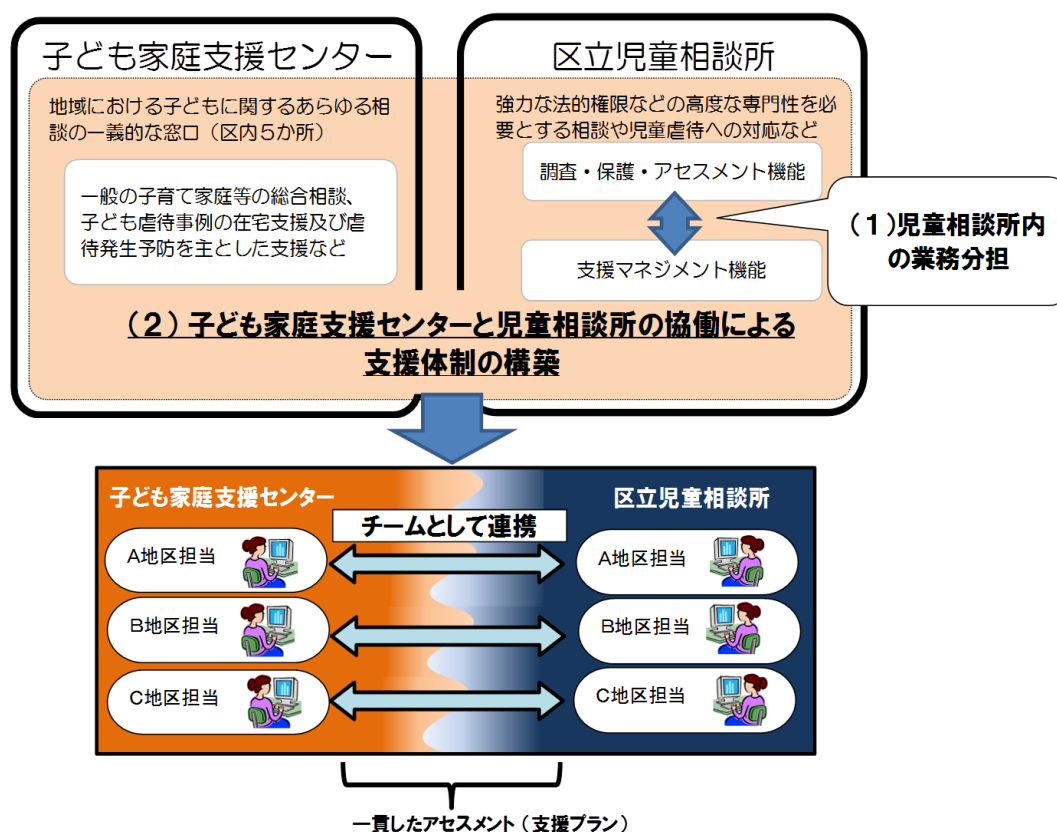 子ども家庭支援センター
地域における子どもに関するあらゆる相
談の一義的な窓口（区内５か所）
一般の子育て家庭等の総合相談、
子ども虐待事例の在宅支援及び虐
待発生予防を主とした支援など
区立児童相談所
強力な法的権限などの高度な専門性を必
要とする相談や児童虐待への対応など
調査・保護・アセスメント機能
支援マネジメント機能
（１）児童相談所内
の業務分担
（２）子ども家庭支援センターと児童相談所の協働による
支援体制の構築
子ども家庭支援センター
区立児童相談所
チームとして連携
A地区担当
A地区担当
B地区担当
B地区担当
C地区担当
C地区担当
一貫したアセスメント（支援プラン）